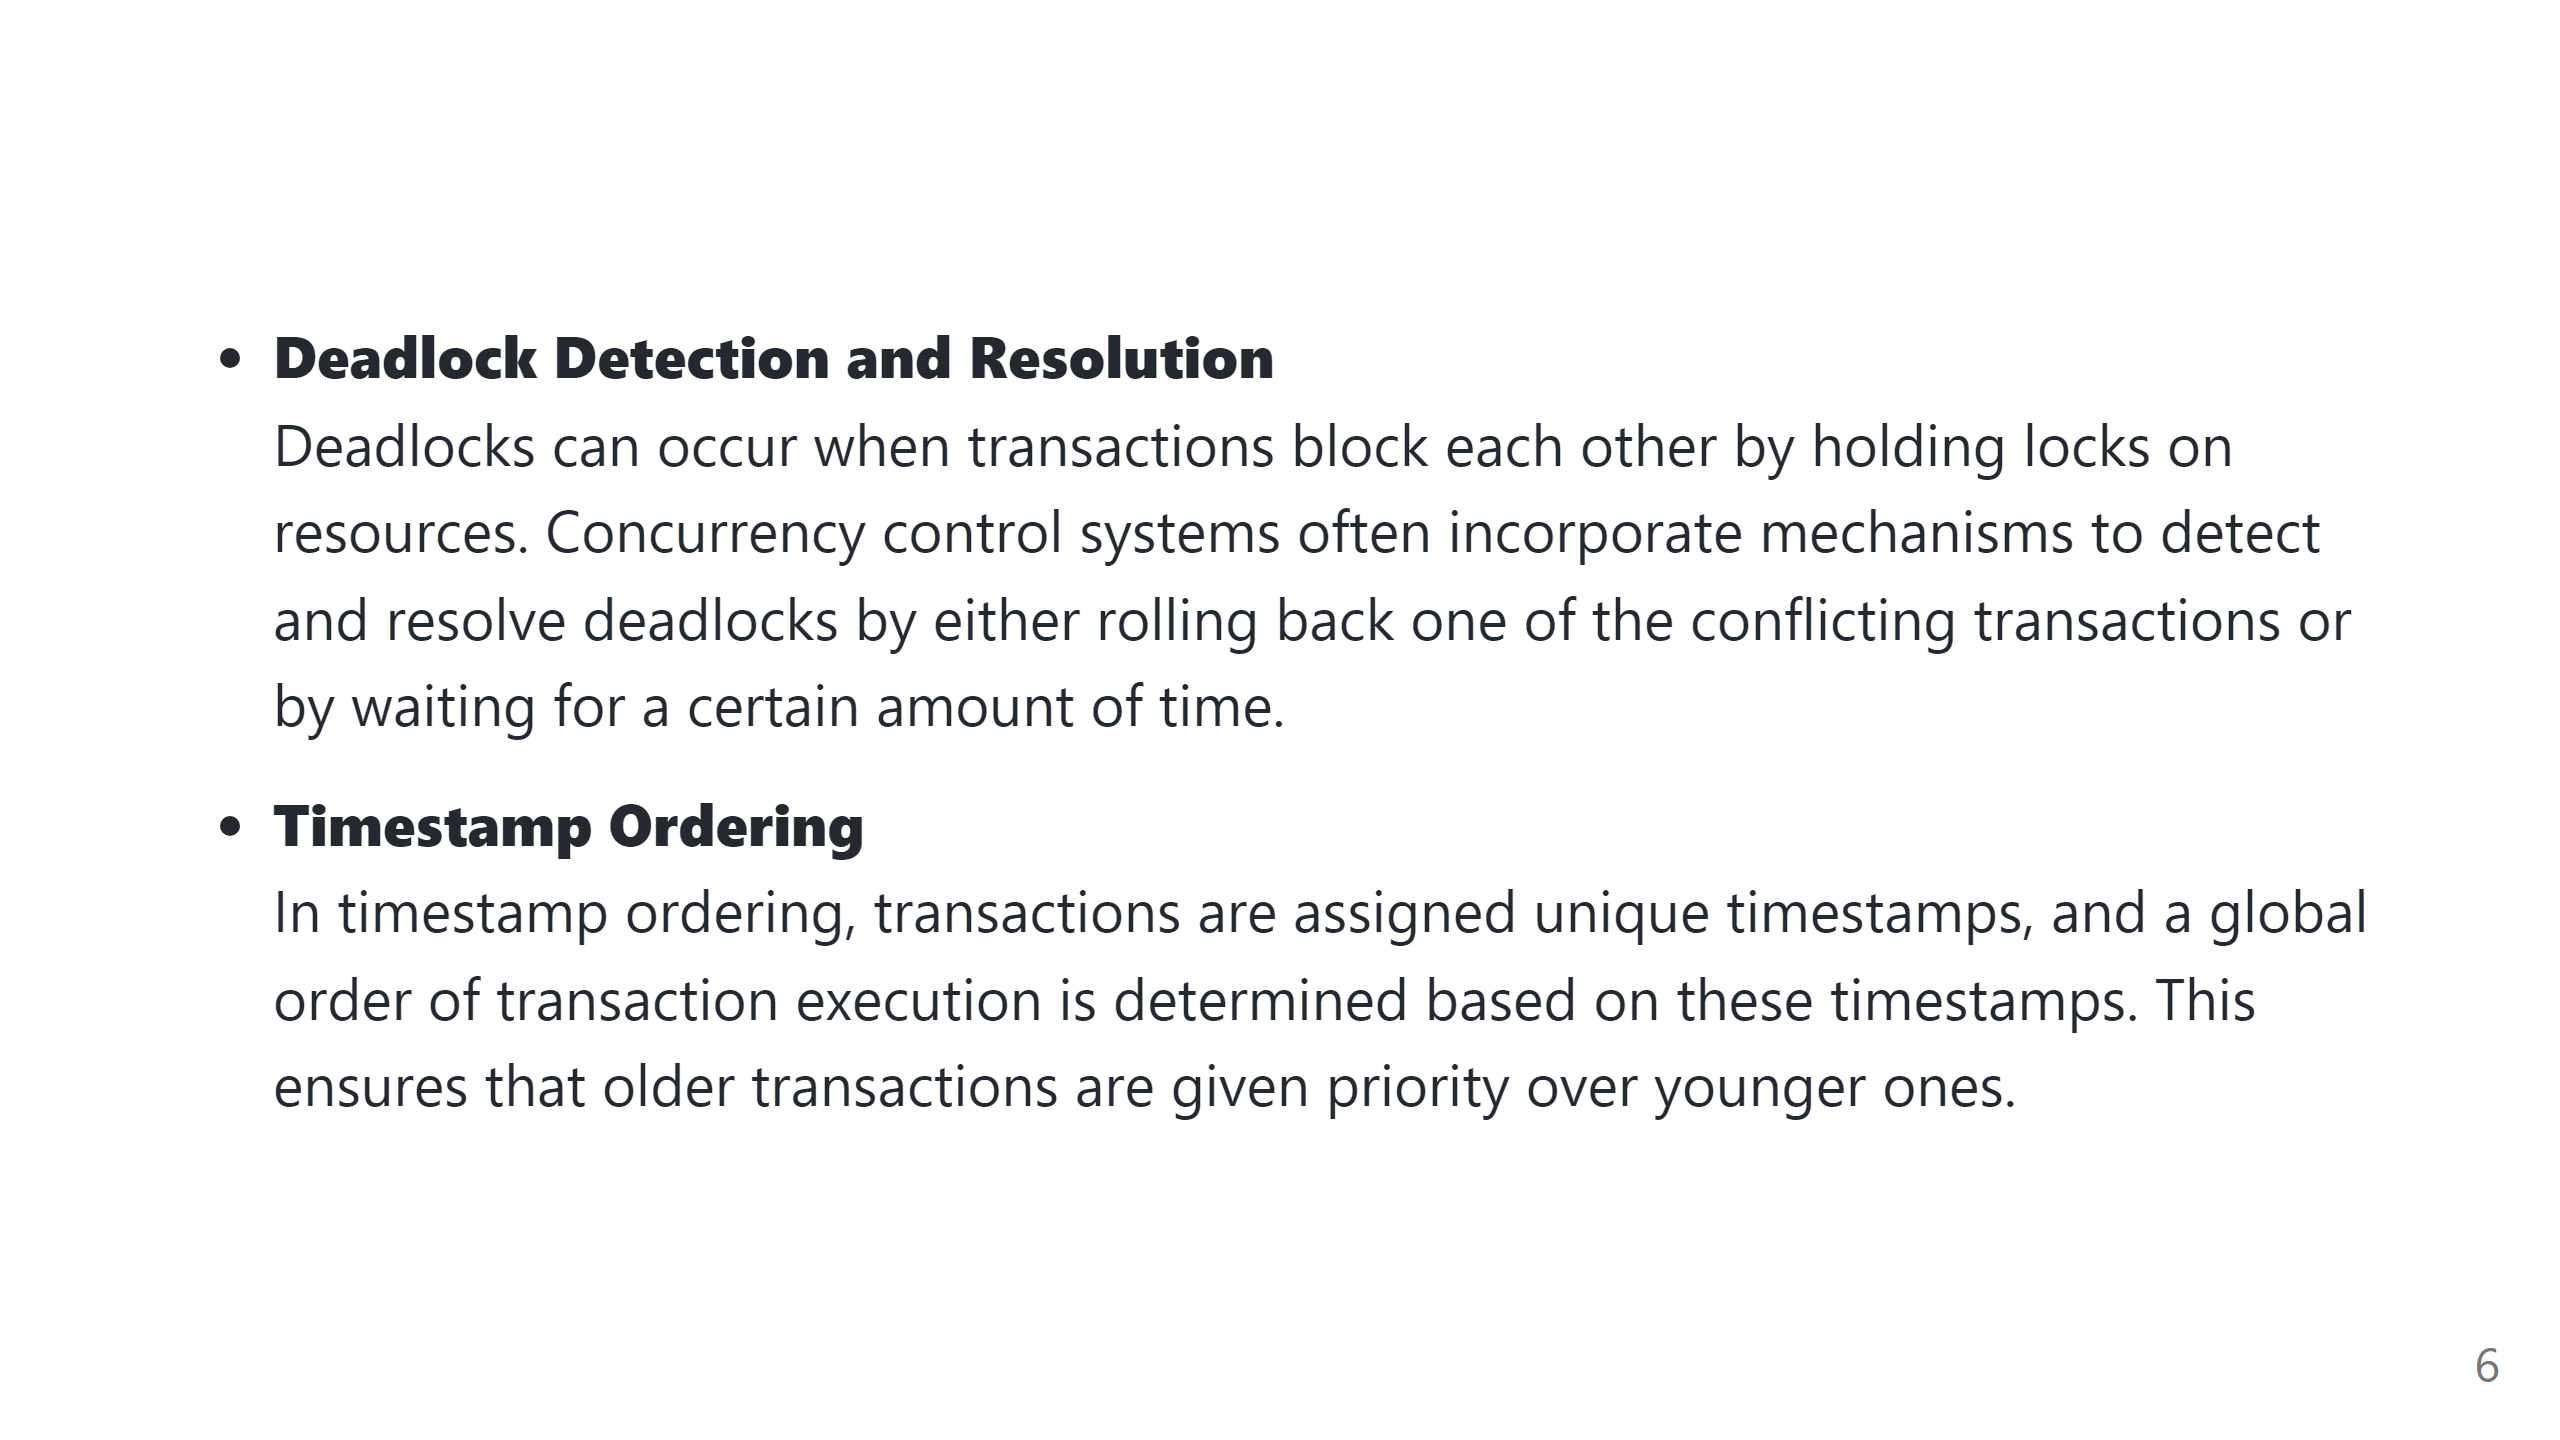 • Deadlock Detection and Resolution
Deadlocks can occur when transactions block each other by holding locks on
resources. Concurrency control systems often incorporate mechanisms to detect
and resolve deadlocks by either rolling back one of the conflicting transactions or
by waiting for a certain amount of time.
• Timestamp Ordering
In timestamp ordering, transactions are assigned unique timestamps, and a global
order of transaction execution is determined based on these timestamps. This
ensures that older transactions are given priority over younger ones.
6